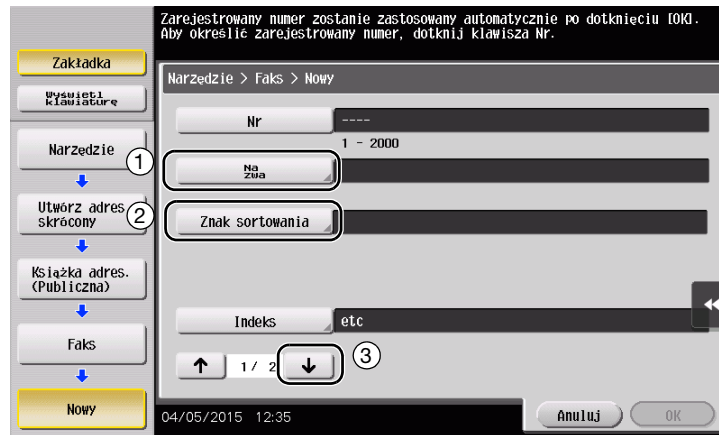 Zarejestrowany numer zostanie zastosowany automatycznie po dotknięciu [OK].
Aby określić zarejestrowany numer, dotknij klawisza Nr.
Zakładka
Wyświetl
klawiaturę
Narzędzie
Utwórz adres
skrócony
Książka adres.
(Publiczna)
Faks
Nowy
Narzędzie > Faks > Nowy
Nr ----
1 - 2000
1
Na
zwa
2
Znak sortowania
Indeks etc
↑ 1/ 2 ↓ 3
04/05/2015 12:35
Anuluj OK